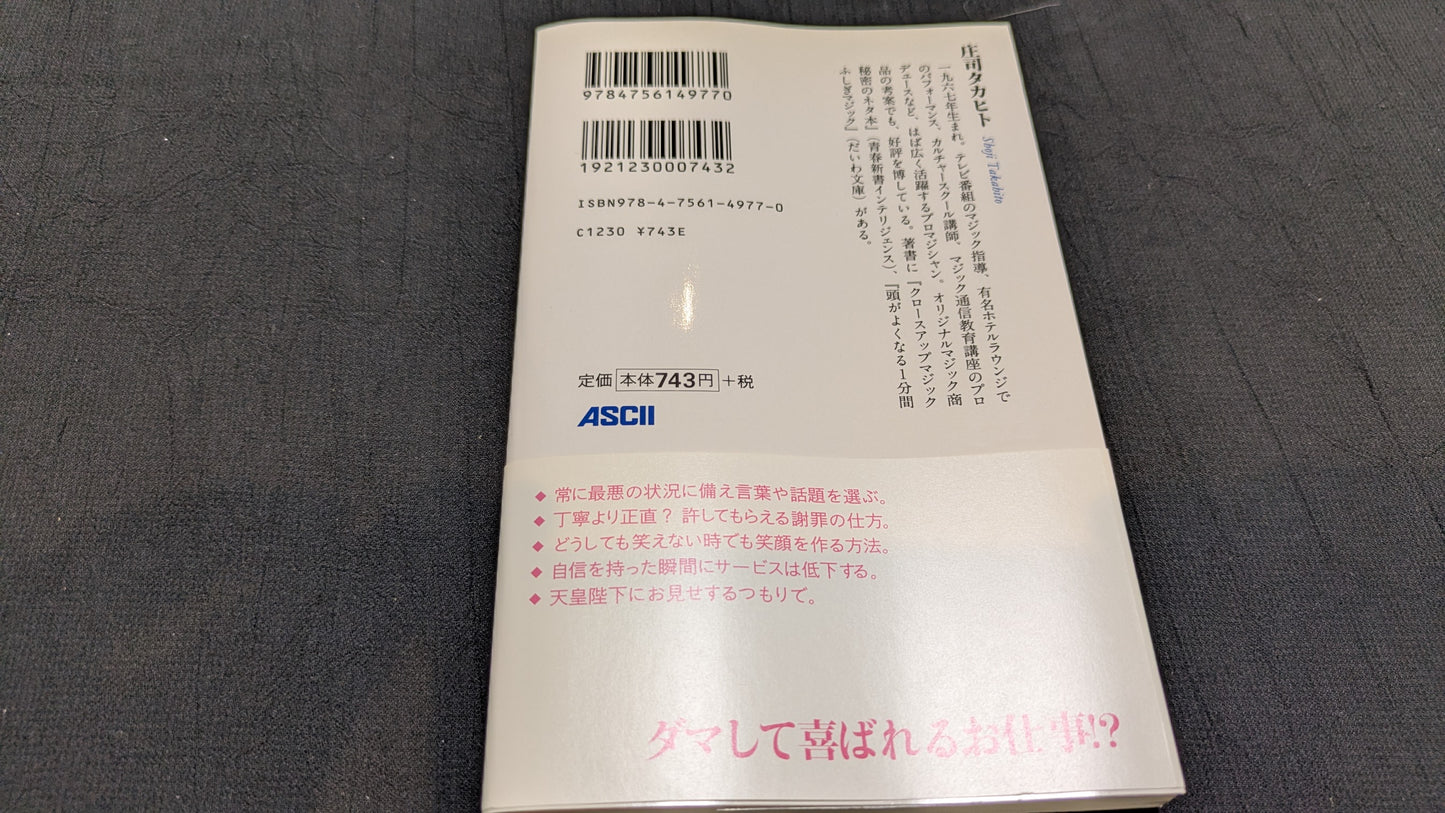 庄司タカヒト Shoji Takahito
一九六七年生まれ。テレビ番組のマジック指導、有名ホテルラウンジで
のパフォーマンス、カルチャースクール講師、マジック通信教育講座のプロ
デュースなど、はば広く活躍するプロマジシャン。オリジナルマジック商
品の考案でも、好評を博している。著書に『クロースアップマジック
秘密のネタ本』(青春新書インテリジェンス)、『頭がよくなる1分間
ふしぎマジック』(だいわ文庫)がある。
9784756149770
1921230007432
ISBN978-4-7561-4977-0
C1230 ¥743E
定価 本体743円+税
ASCII
◆ 常に最悪の状況に備え言葉や話題を選ぶ。
◆ 丁寧より正直? 許してもらえる謝罪の仕方。
◆ どうしても笑えない時でも笑顔を作る方法。
◆ 自信を持った瞬間にサービスは低下する。
◆ 天皇陛下にお見せするつもりで。
ダマして喜ばれるお仕事!?